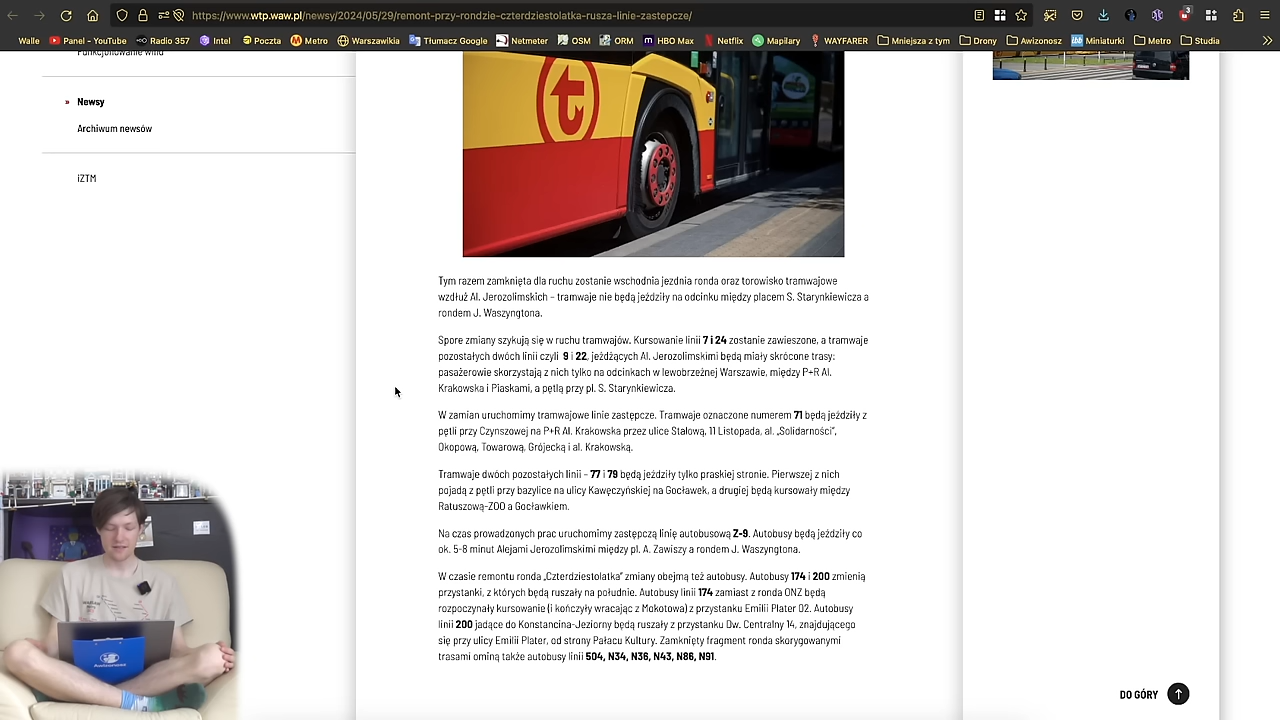 https://www.wtp.waw.pl/newsy/2024/05/29/remont-przy-rondzie-czterdziestolatka-rusza-linie-zastepcze/
3
Walle Panel - YouTube Radio 357 Intel Poczta Metro Warszawikia Tłumacz Google Netmeter OSM ORM HBO Max Netflix Mapilary WAYFARER Mniejsza z tym Drony Awizonosz Miniaturki Metro Studia
Newsy
Archiwum newsów
iZTM
t
Tym razem zamknięta dla ruchu zostanie wschodnia jezdnia ronda oraz torowisko tramwajowe
wzdłuż Al. Jerozolimskich – tramwaje nie będą jeździły na odcinku między placem S. Starynkiewicza a
rondem J. Waszyngtona.
Spore zmiany szykują się w ruchu tramwajów. Kursowanie linii 7 i 24 zostanie zawieszone, a tramwaje
pozostałych dwóch linii czyli 9 i 22, jeżdżących Al. Jerozolimskimi będą miały skrócone trasy:
pasażerowie skorzystają z nich tylko na odcinkach w lewobrzeżnej Warszawie, między P+R Al.
Krakowska i Piaskami, a pętlą przy pl. S. Starynkiewicza.
W zamian uruchomimy tramwajowe linie zastępcze. Tramwaje oznaczone numerem 71 będą jeździły z
pętli przy Czynszowej na P+R Al. Krakowska przez ulice Stalową, 11 Listopada, al. „Solidarności”,
Okopową, Towarową, Grójecką i al. Krakowską.
Tramwaje dwóch pozostałych linii – 77 i 79 będą jeździły tylko praskiej stronie. Pierwszej z nich
pojadą z pętli przy bazylice na ulicy Kawęczyńskiej na Gocławek, a drugiej będą kursowały między
Ratuszową-ZOO a Gocławkiem.
Na czas prowadzonych prac uruchomimy zastępczą linię autobusową Z-9. Autobusy będą jeździły co
ok. 5-8 minut Alejami Jerozolimskimi między pl. A. Zawiszy a rondem J. Waszyngtona.
W czasie remontu ronda „Czterdziestolatka” zmiany obejmą też autobusy. Autobusy 174 i 200 zmienią
przystanki, z których będą ruszały na południe. Autobusy linii 174 zamiast z ronda ONZ będą
rozpoczynały kursowanie (i kończyły wracając z Mokotowa) z przystanku Emilii Plater 02. Autobusy
linii 200 jadące do Konstancina-Jeziorny będą ruszały z przystanku Dw. Centralny 14, znajdującego
się przy ulicy Emilii Plater, od strony Pałacu Kultury. Zamknięty fragment ronda skorygowanymi
trasami ominą także autobusy linii 504, N34, N36, N43, N86, N91.
DO GÓRY